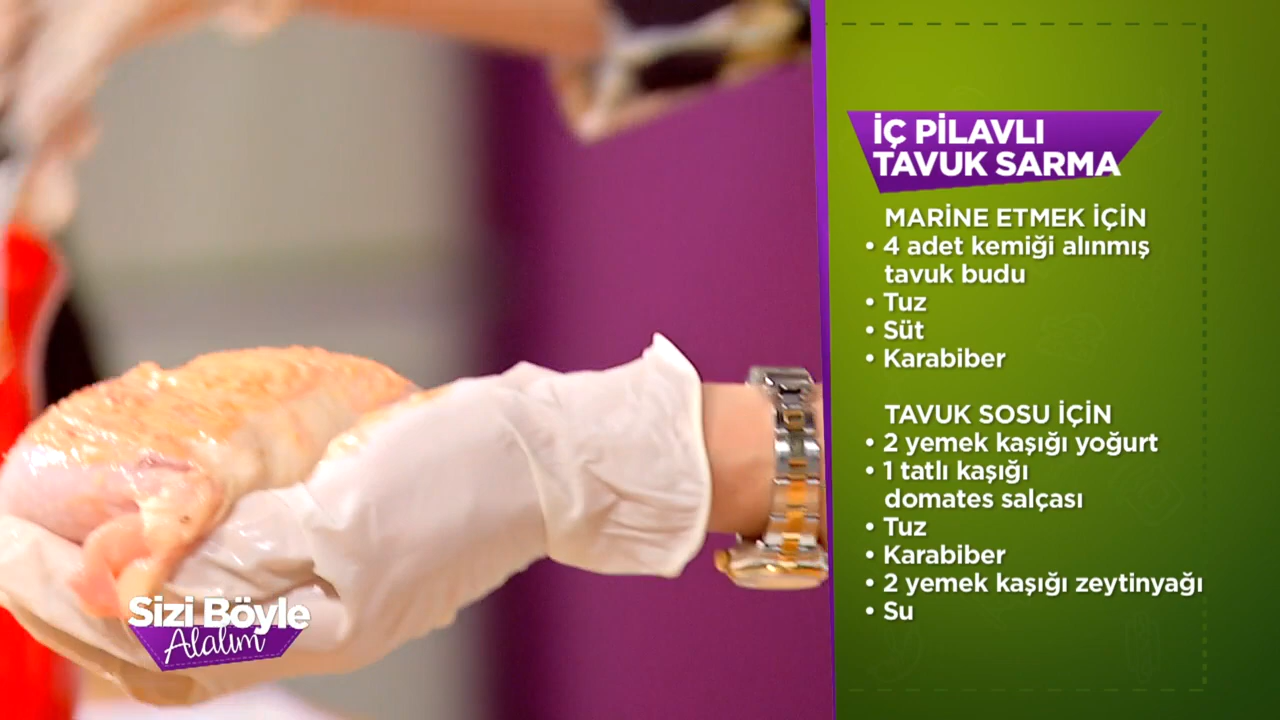 İÇ PİLAVLI
TAVUK SARMA
MARİNE ETMEK İÇİN
• 4 adet kemiği alınmış
tavuk budu
• Tuz
• Süt
• Karabiber
TAVUK SOSU İÇİN
• 2 yemek kaşığı yoğurt
• 1 tatlı kaşığı
domates salçası
• Tuz
• Karabiber
• 2 yemek kaşığı zeytinyağı
• Su
Sizi Böyle
Alalım